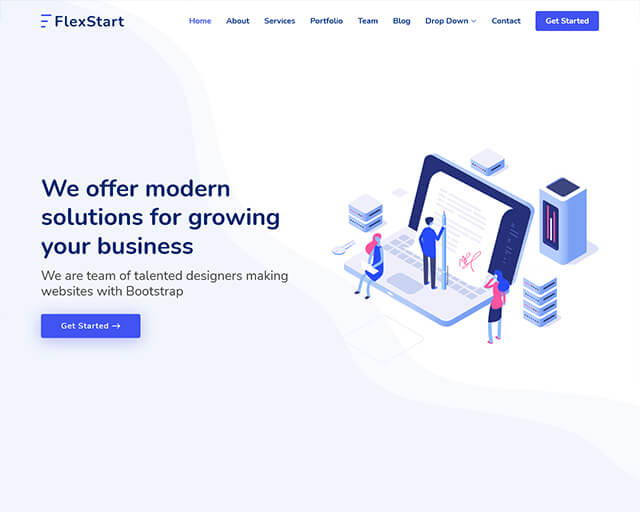 FlexStart
Home About Services Portfolio Team Blog Drop Down Contact Get Started
We offer modern
solutions for growing
your business
We are team of talented designers making
websites with Bootstrap
Get Started →